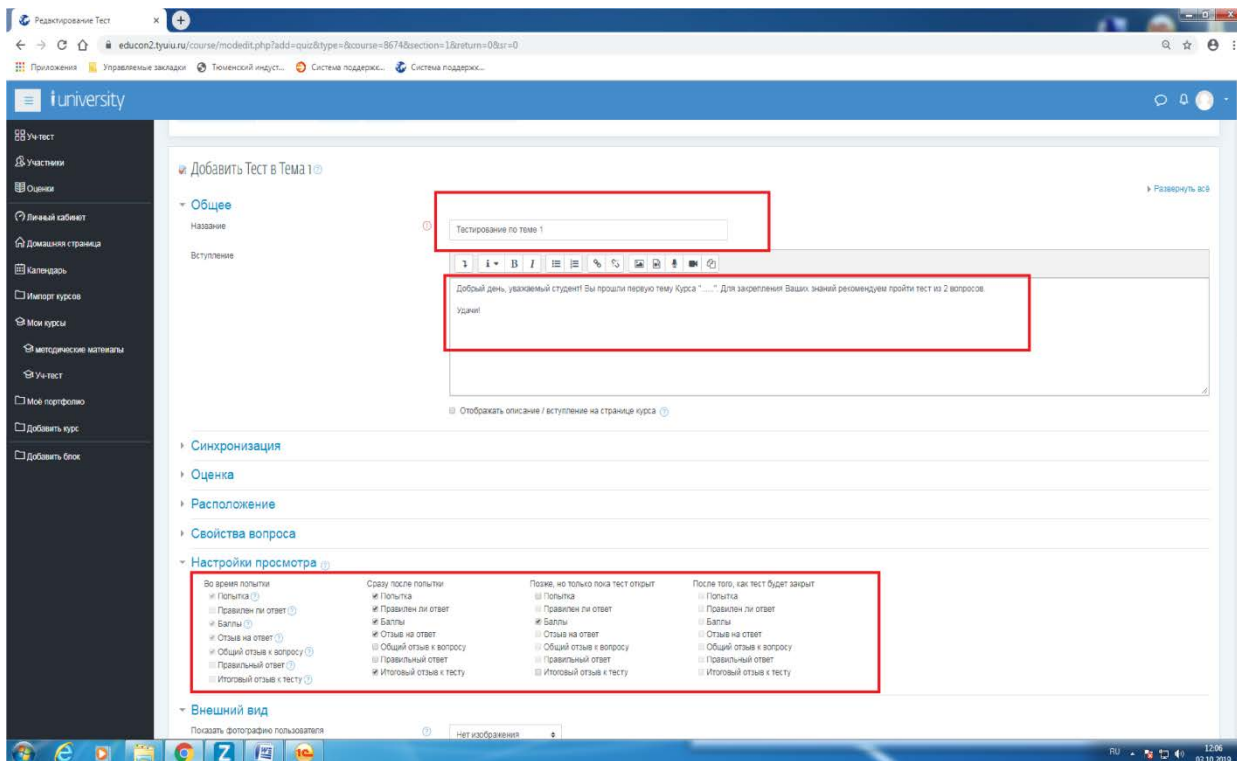 Редактирование Тест
educon2.tyuiu.ru/course/modedit.php?add=quiz&type=&course=8674&section=1&return=0&sr=0
Приложения Управляемые закладки Тюменский индуст... Система поддержк... Система поддержк...
i university
Уч-тест
Участники
Оценки
Личный кабинет
Домашняя страница
Календарь
Импорт курсов
Мои курсы
методические материалы
Уч-тест
Моё портфолио
Добавить курс
Добавить блок
Добавить Тест в Тема 1
Развернуть всё
Общее
Название
Тестирование по теме 1
Вступление
Добрый день, уважаемый студент! Вы прошли первую тему Курса "......". Для закрепления Ваших знаний рекомендуем пройти тест из 2 вопросов.
Удачи!
Отображать описание / вступление на странице курса
Синхронизация
Оценка
Расположение
Свойства вопроса
Настройки просмотра
Во время попытки
Попытка
Правилен ли ответ
Баллы
Отзыв на ответ
Общий отзыв к вопросу
Правильный ответ
Итоговый отзыв к тесту
Сразу после попытки
Попытка
Правилен ли ответ
Баллы
Отзыв на ответ
Общий отзыв к вопросу
Правильный ответ
Итоговый отзыв к тесту
Позже, но только пока тест открыт
Попытка
Правилен ли ответ
Баллы
Отзыв на ответ
Общий отзыв к вопросу
Правильный ответ
Итоговый отзыв к тесту
После того, как тест будет закрыт
Попытка
Правилен ли ответ
Баллы
Отзыв на ответ
Общий отзыв к вопросу
Правильный ответ
Итоговый отзыв к тесту
Внешний вид
Показать фотографию пользователя
Нет изображения
RU
12:06
02.10.2019